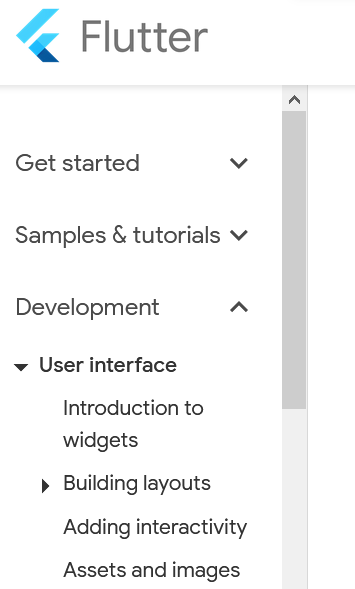 Flutter
Get started
Samples & tutorials
Development
User interface
Introduction to
widgets
Building layouts
Adding interactivity
Assets and images